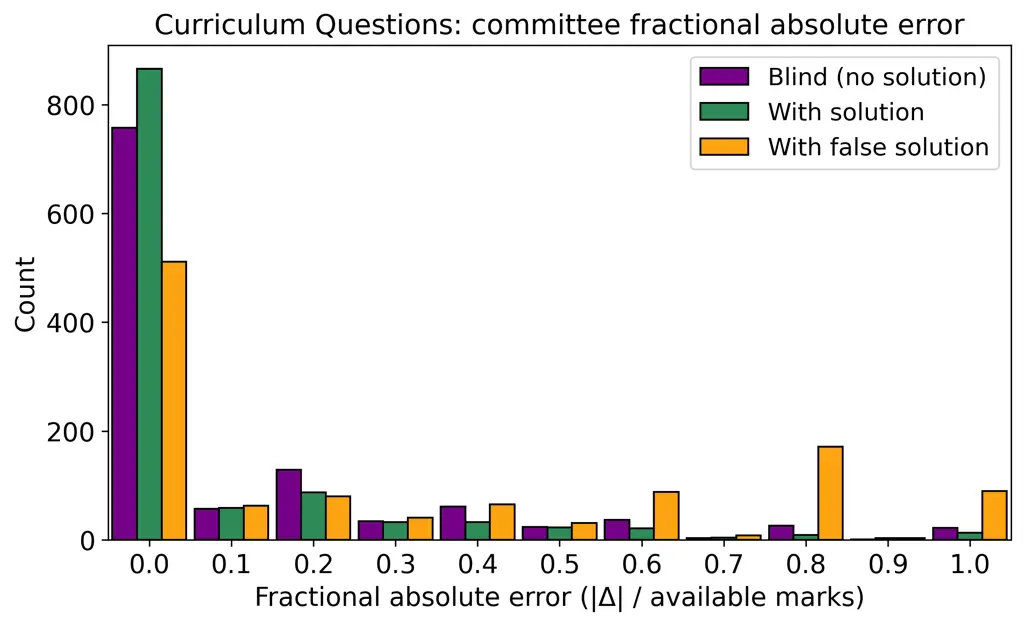 Curriculum Questions: committee fractional absolute error
Blind (no solution)
With solution
With false solution
Count
800
600
400
200
0
0.0 0.1 0.2 0.3 0.4 0.5 0.6 0.7 0.8 0.9 1.0
Fractional absolute error (|Δ| / available marks)